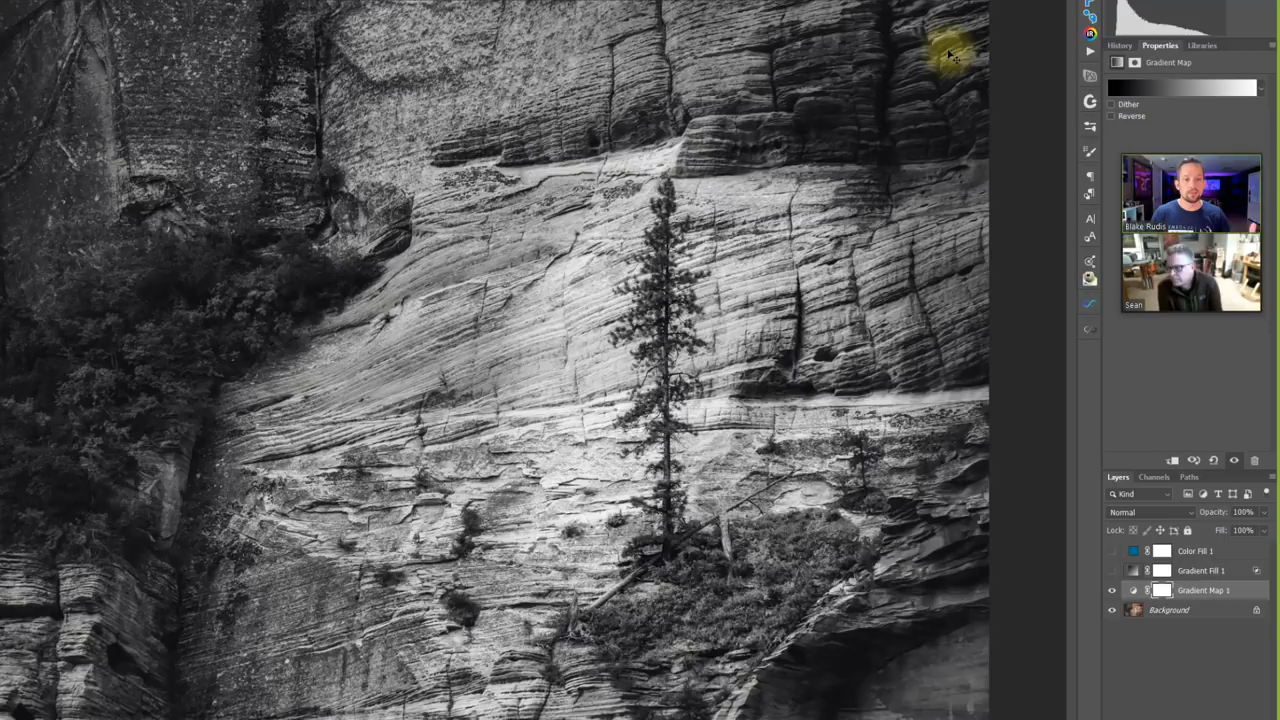 History Properties Libraries
Gradient Map
Dither
Reverse
Blake Rudis
Sean
Layers Channels Paths
Kind
Normal Opacity: 100%
Lock: Fill: 100%
Color Fill 1
Gradient Fill 1
Gradient Map 1
Background